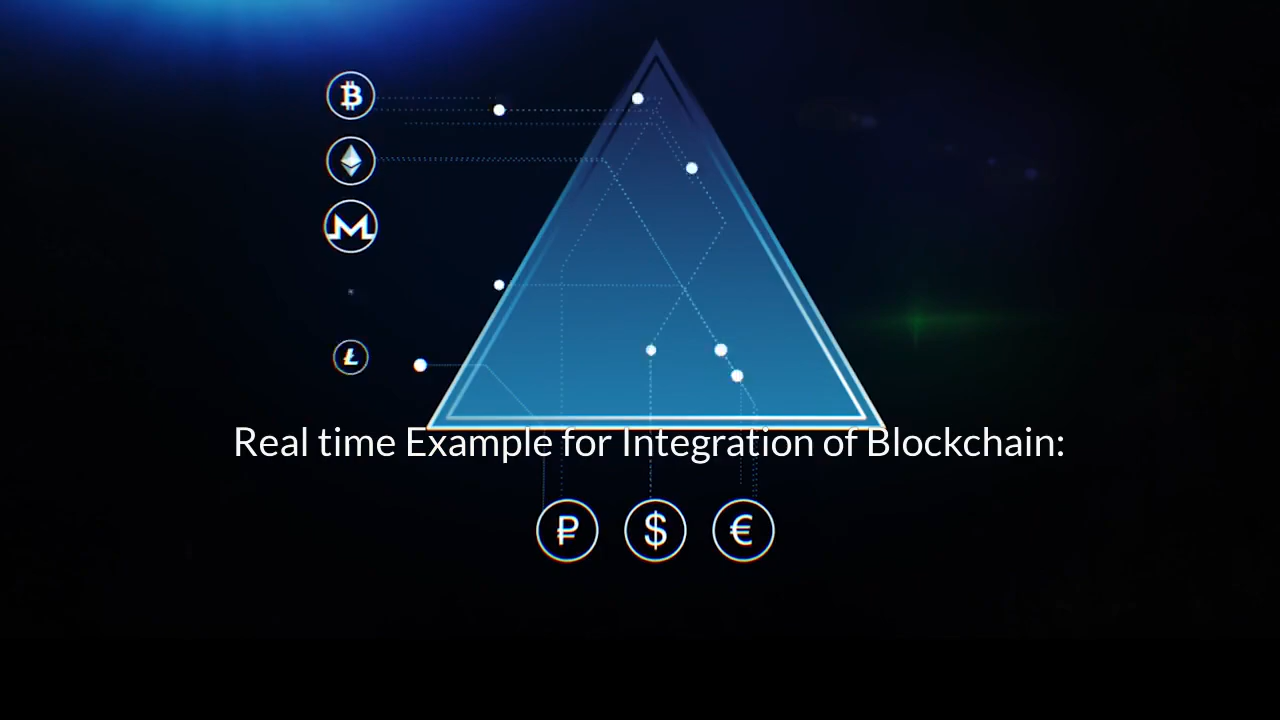 Real time Example for Integration of Blockchain:
₽ $ €